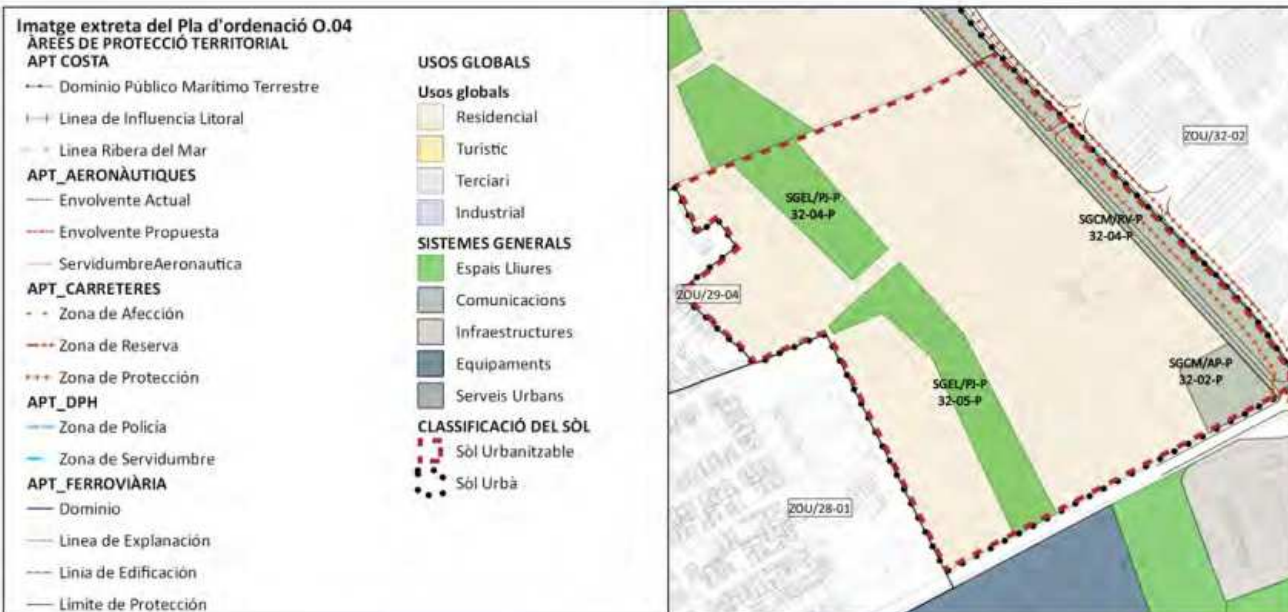 Imatge extreta del Pla d'ordenació O.04
ÀREES DE PROTECCIÓ TERRITORIAL
APT COSTA
Dominio Público Marítimo Terrestre
Linea de Influencia Litoral
Linea Ribera del Mar
APT_AERONÀUTIQUES
Envolvente Actual
Envolvente Propuesta
ServidumbreAeronautica
APT_CARRETERES
Zona de Afección
Zona de Reserva
Zona de Protección
APT_DPH
Zona de Policía
Zona de Servidumbre
APT_FERROVIÀRIA
Dominio
Linea de Explanación
Linia de Edificación
Límite de Protección
USOS GLOBALS
Usos globals
Residencial
Turístic
Terciari
Industrial
SISTEMES GENERALS
Espais Lliures
Comunicacions
Infraestructures
Equipaments
Serveis Urbans
CLASSIFICACIÓ DEL SÒL
Sòl Urbanitzable
Sòl Urbà
ZOU/32-02
SGEL/PJ-P
32-04-P
SGCM/RV-P
32-04-P
ZOU/29-04
SGCM/AP-P
32-02-P
SGEL/PJ-P
32-05-P
ZOU/28-01